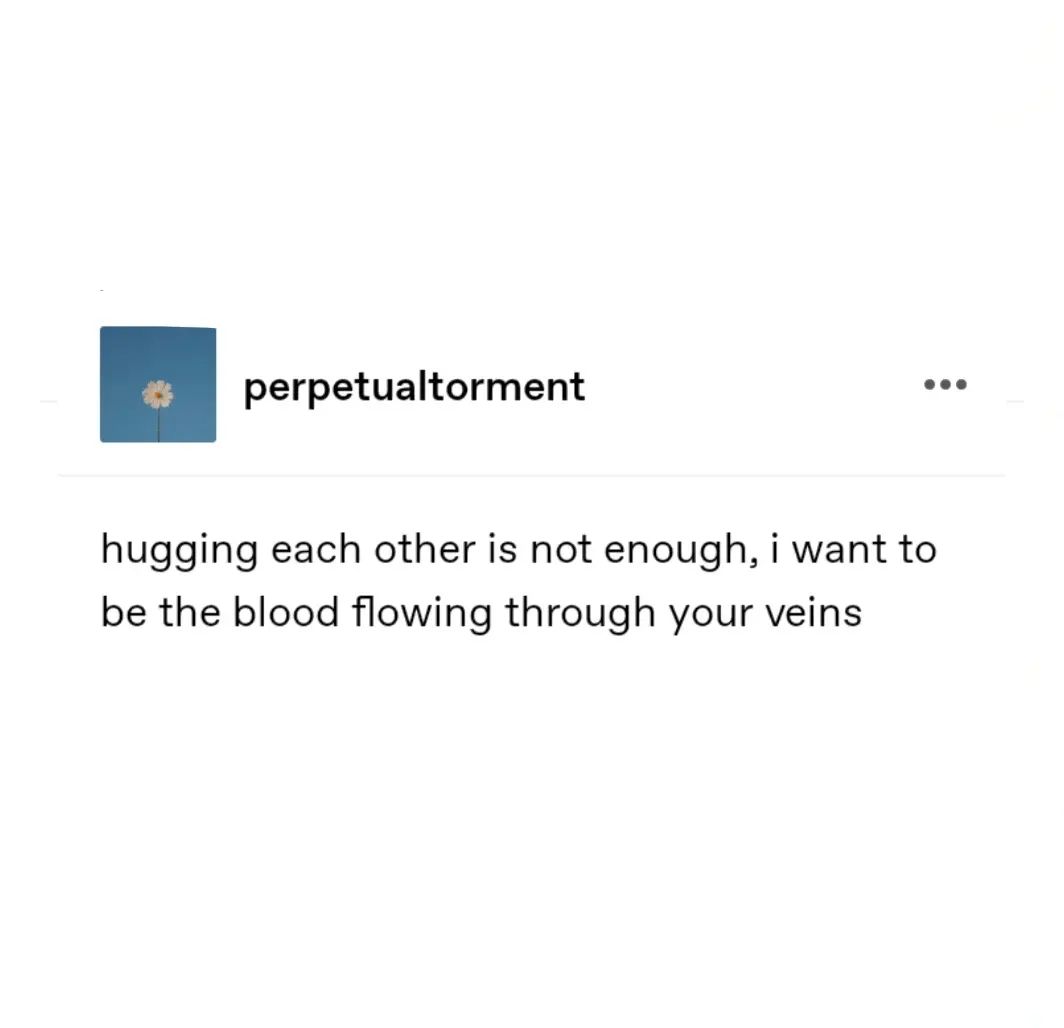 perpetualtorment
hugging each other is not enough, i want to
be the blood flowing through your veins